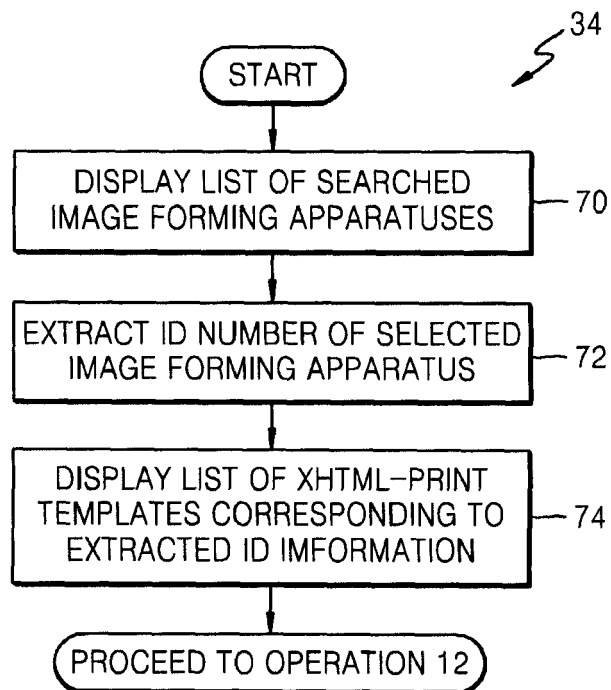 34
START
DISPLAY LIST OF SEARCHED
IMAGE FORMING APPARATUSES
70
EXTRACT ID NUMBER OF SELECTED
IMAGE FORMING APPARATUS
72
DISPLAY LIST OF XHTML-PRINT
TEMPLATES CORRESPONDING TO
EXTRACTED ID IMFORMATION
74
PROCEED TO OPERATION 12